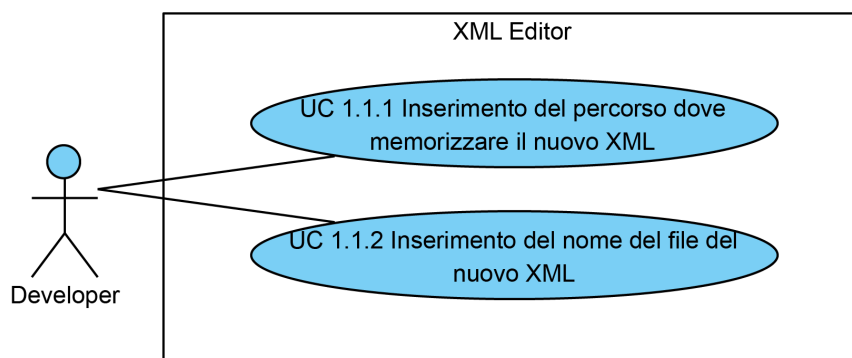 XML Editor
UC 1.1.1 Inserimento del percorso dove
memorizzare il nuovo XML
UC 1.1.2 Inserimento del nome del file del
nuovo XML
Developer